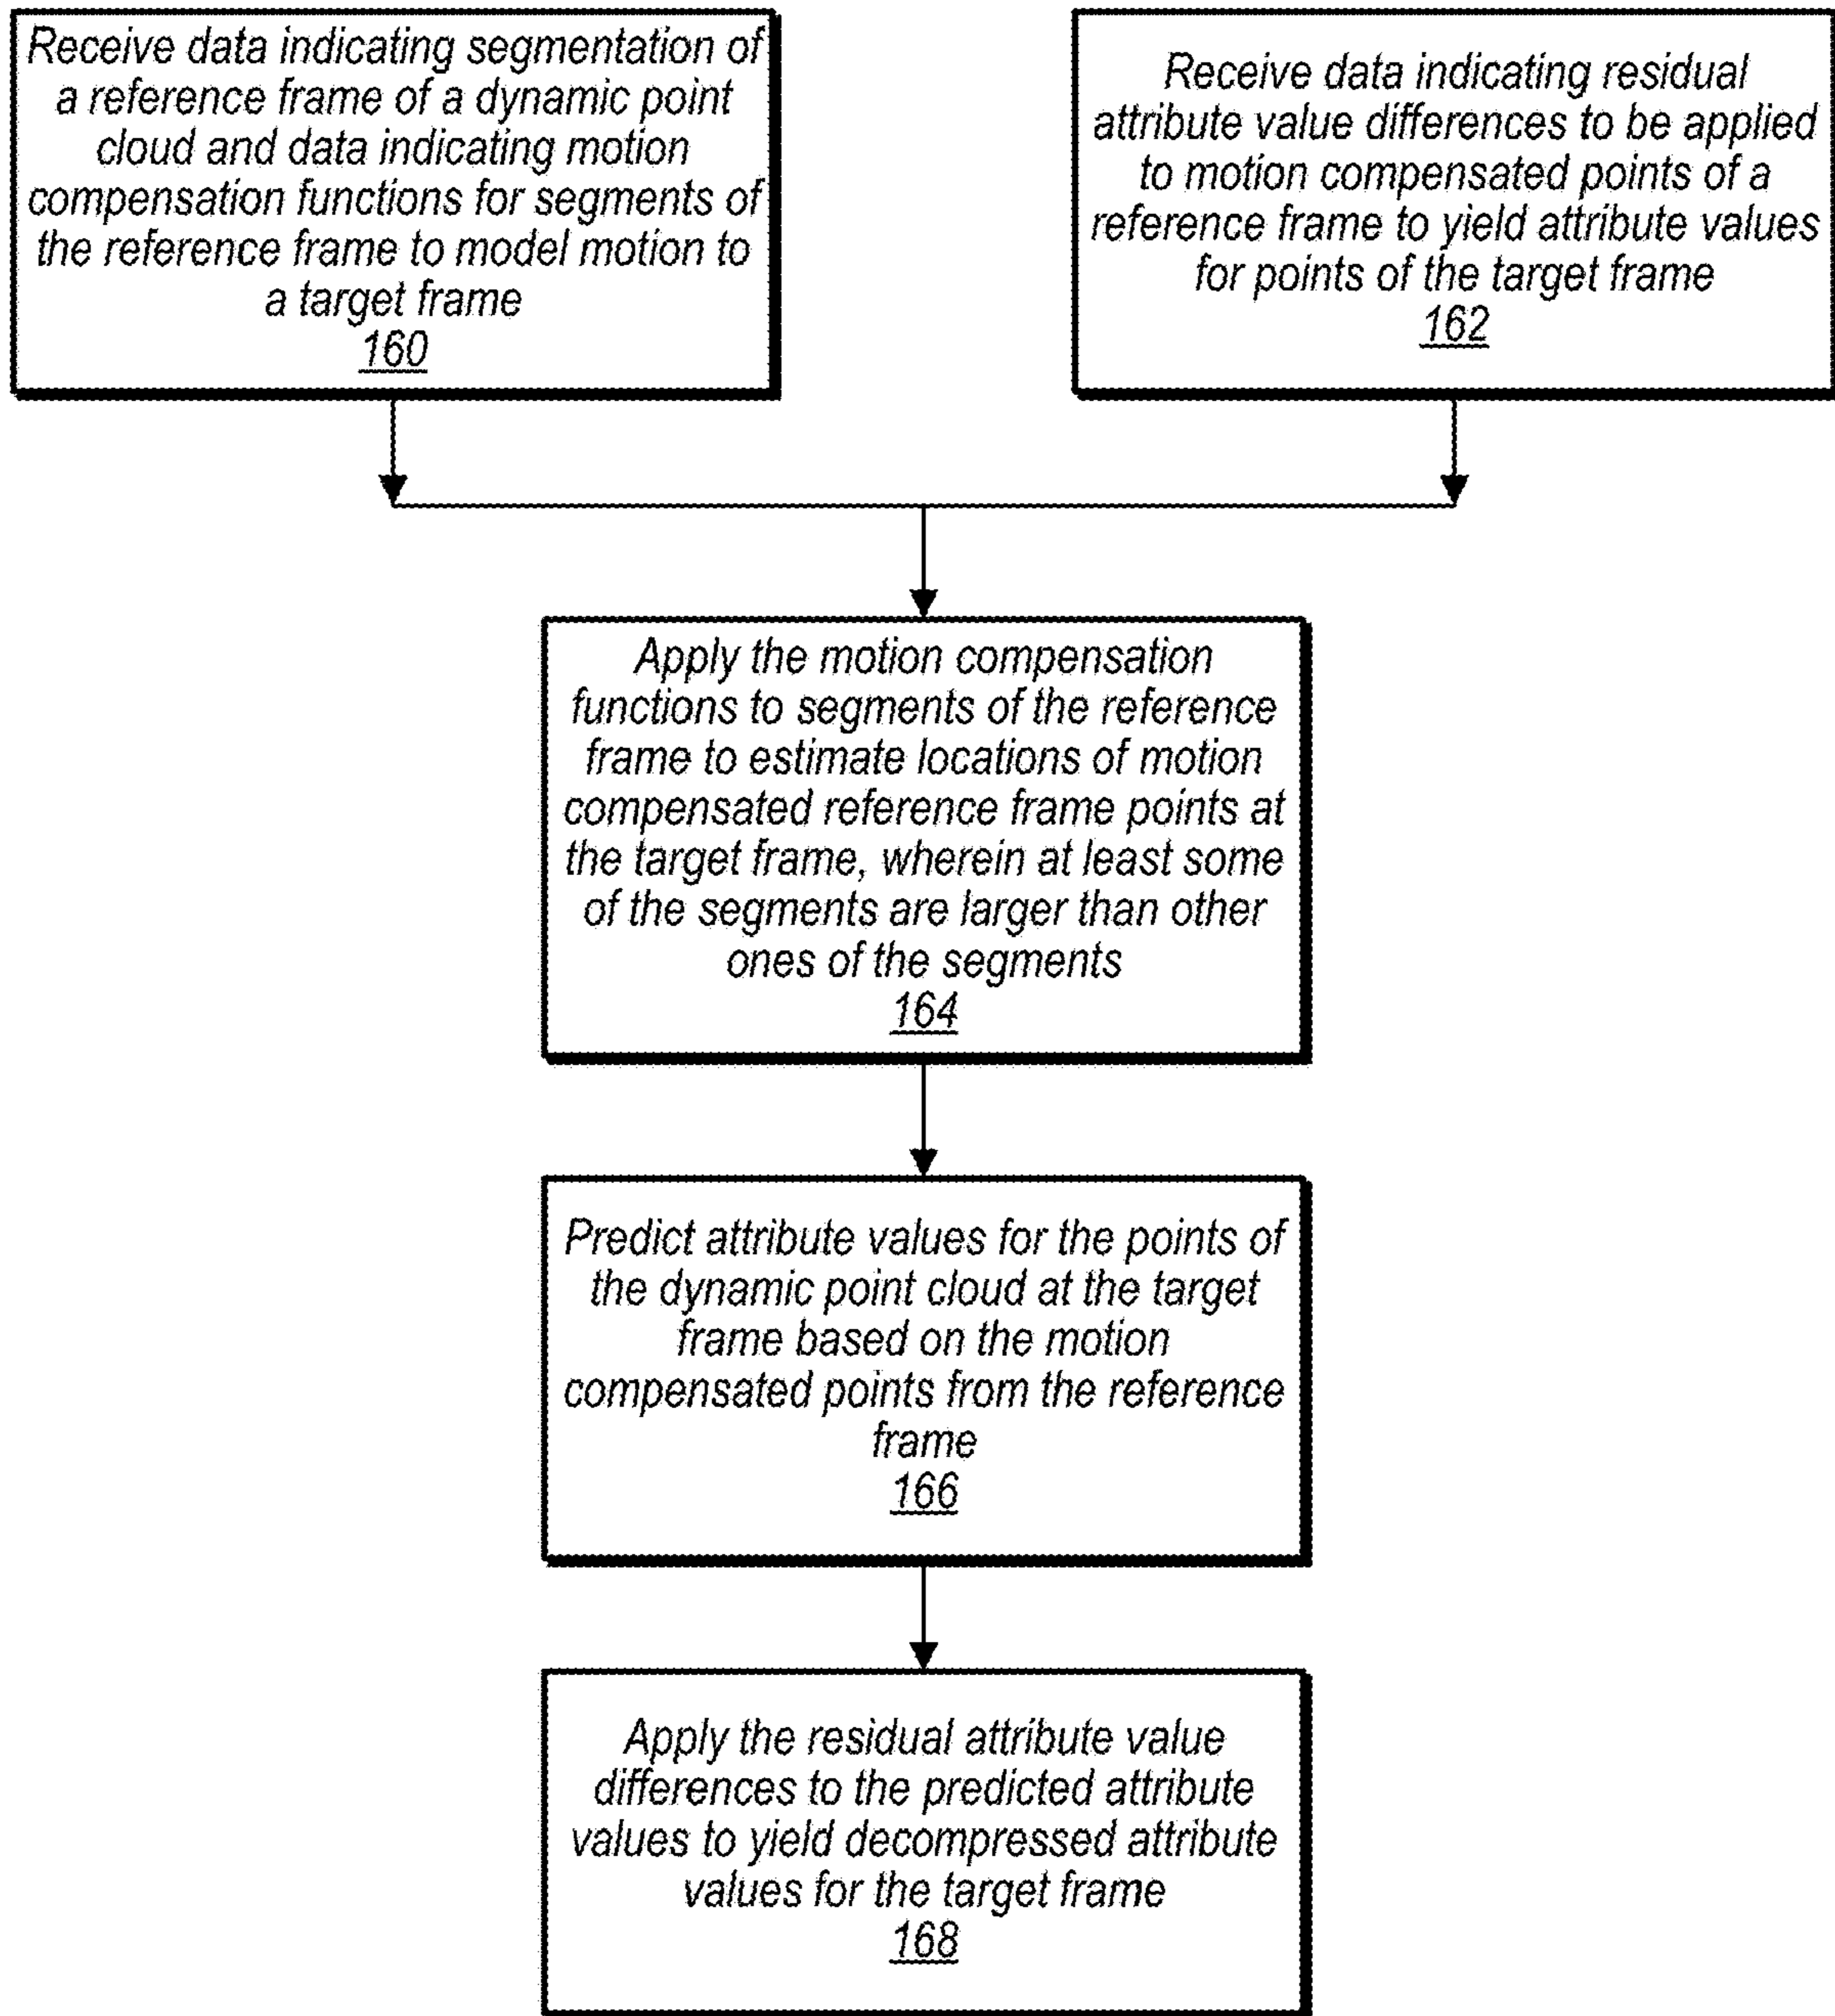 Receive data indicating segmentation of
a reference frame of a dynamic point
cloud and data indicating motion
compensation functions for segments of
the reference frame to model motion to
a target frame
160
Receive data indicating residual
attribute value differences to be applied
to motion compensated points of a
reference frame to yield attribute values
for points of the target frame
162
Apply the motion compensation
functions to segments of the reference
frame to estimate locations of motion
compensated reference frame points at
the target frame, wherein at least some
of the segments are larger than other
ones of the segments
164
Predict attribute values for the points of
the dynamic point cloud at the target
frame based on the motion
compensated points from the reference
frame
166
Apply the residual attribute value
differences to the predicted attribute
values to yield decompressed attribute
values for the target frame
168